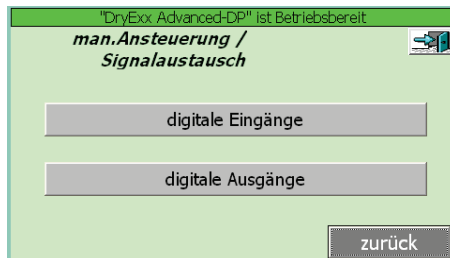 "DryExx Advanced-DP" ist Betriebsbereit
man.Ansteuerung /
Signalaustausch
digitale Eingänge
digitale Ausgänge
zurück